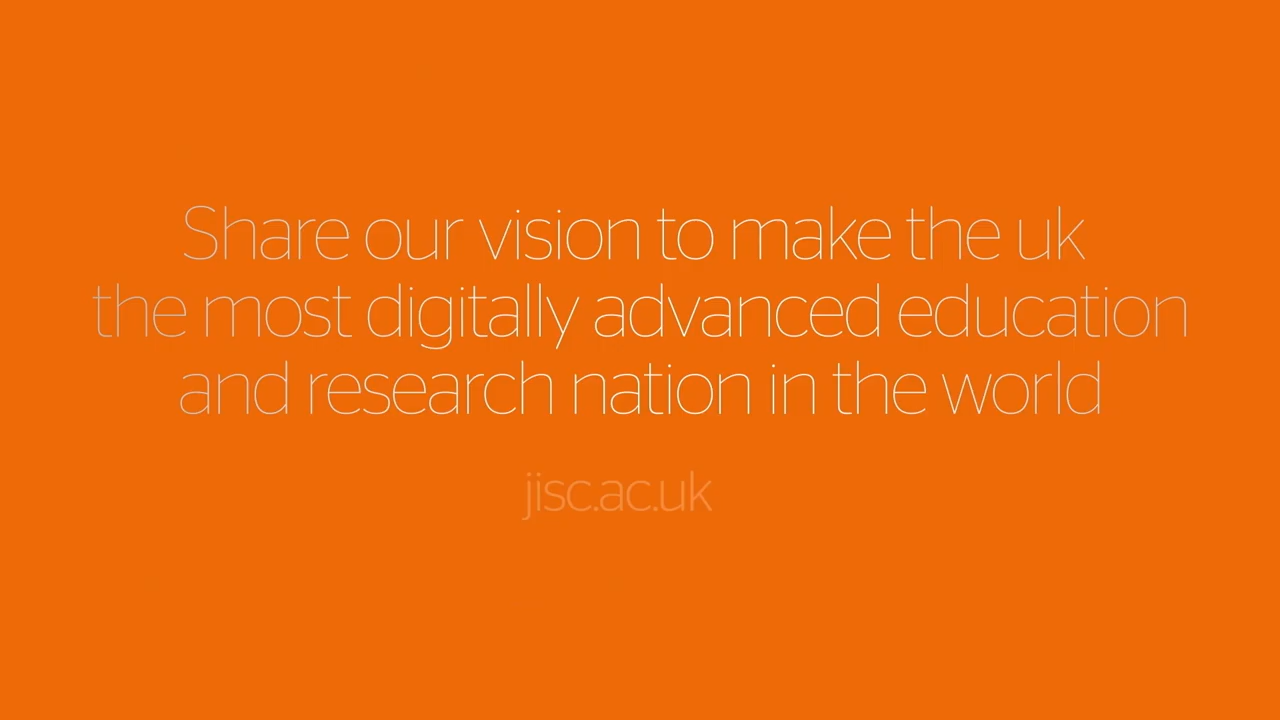 Share our vision to make the uk
the most digitally advanced education
and research nation in the world
jisc.ac.uk